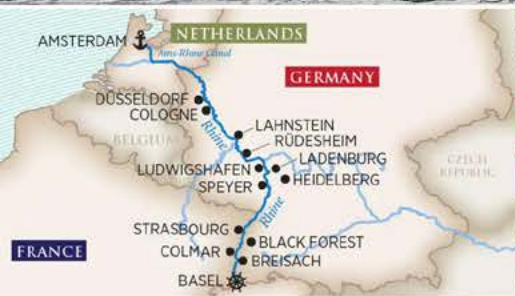 NETHERLANDS
AMSTERDAM
Ams-Rhine Canal
GERMANY
DÜSSELDORF
COLOGNE
Rhine
BELGIUM
LAHNSTEIN
RÜDESHEIM
LUDWIGSHAFEN
LADENBURG
SPEYER
HEIDELBERG
CZECH
REPUBLIC
Rhine
STRASBOURG
BLACK FOREST
FRANCE
COLMAR
BREISACH
BASEL